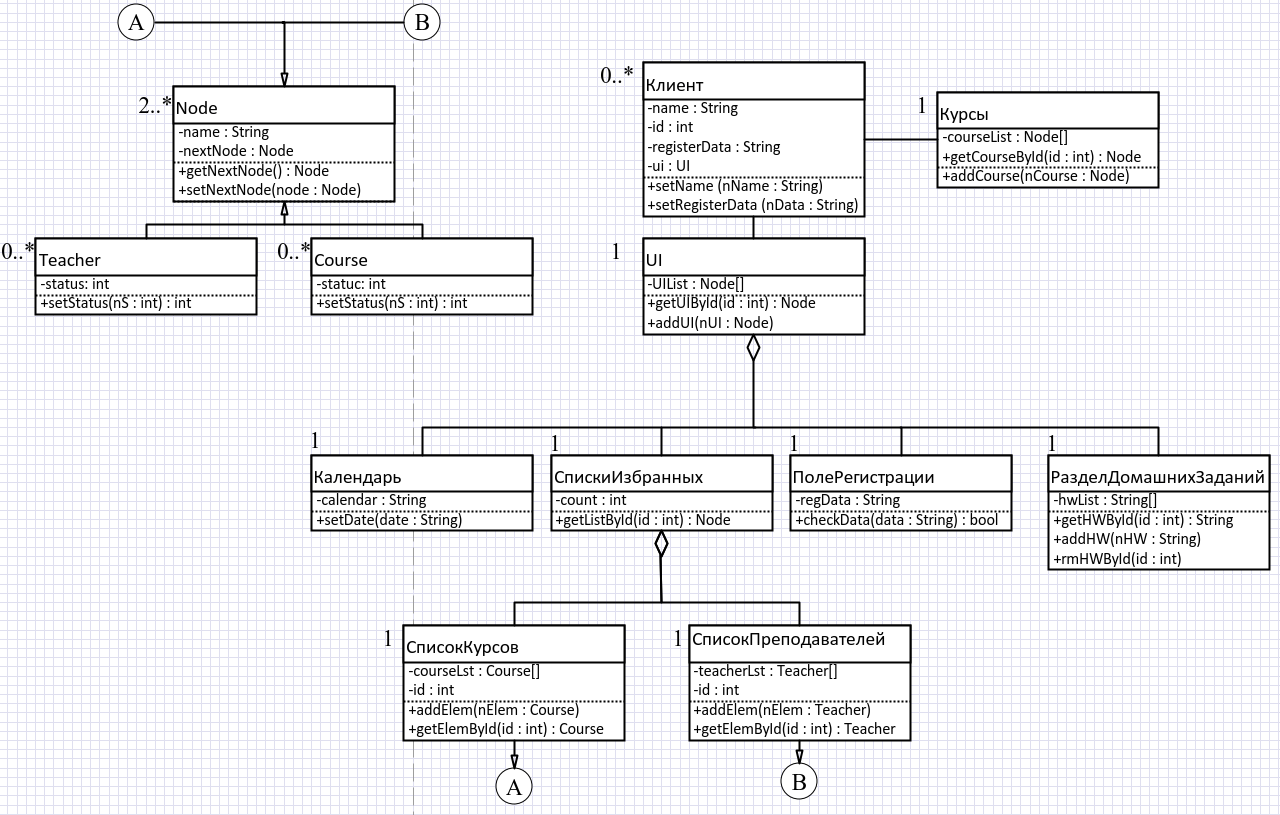 A
B
2..*
Node
-name : String
-nextNode : Node
+getNextNode() : Node
+setNextNode(node : Node)
0..*
Teacher
-status: int
+setStatus(nS : int) : int
0..*
Course
-statuc: int
+setStatus(nS : int) : int
0..*
Клиент
-name : String
-id : int
-registerData : String
-ui : UI
+setName (nName : String)
+setRegisterData (nData : String)
1
Курсы
-courseList : Node[]
+getCourseById(id : int) : Node
+addCourse(nCourse : Node)
1
UI
-UIList : Node[]
+getUIById(id : int) : Node
+addUI(nUI : Node)
1
Календарь
-calendar : String
+setDate(date : String)
1
СпискиИзбранных
-count : int
+getListById(id : int) : Node
1
ПолеРегистрации
-regData : String
+checkData(data : String) : bool
1
РазделДомашнихЗаданий
-hwList : String[]
+getHWById(id : int) : String
+addHW(nHW : String)
+rmHWById(id : int)
1
СписокКурсов
-courseLst : Course[]
-id : int
+addElem(nElem : Course)
+getElemById(id : int) : Course
1
СписокПреподавателей
-teacherLst : Teacher[]
-id : int
+addElem(nElem : Teacher)
+getElemById(id : int) : Teacher
A
B